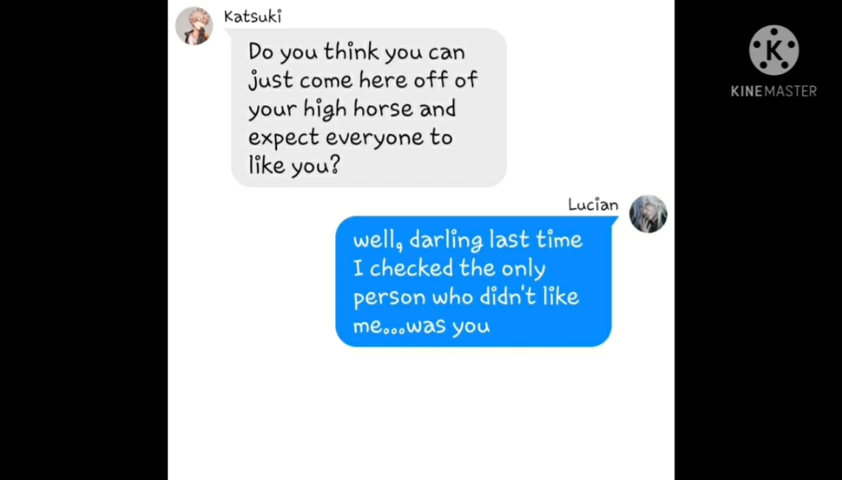 Katsuki
Do you think you can
just come here off of
your high horse and
expect everyone to
like you?
KINEMASTER
Lucian
well, darling last time
I checked the only
person who didn't like
me...was you